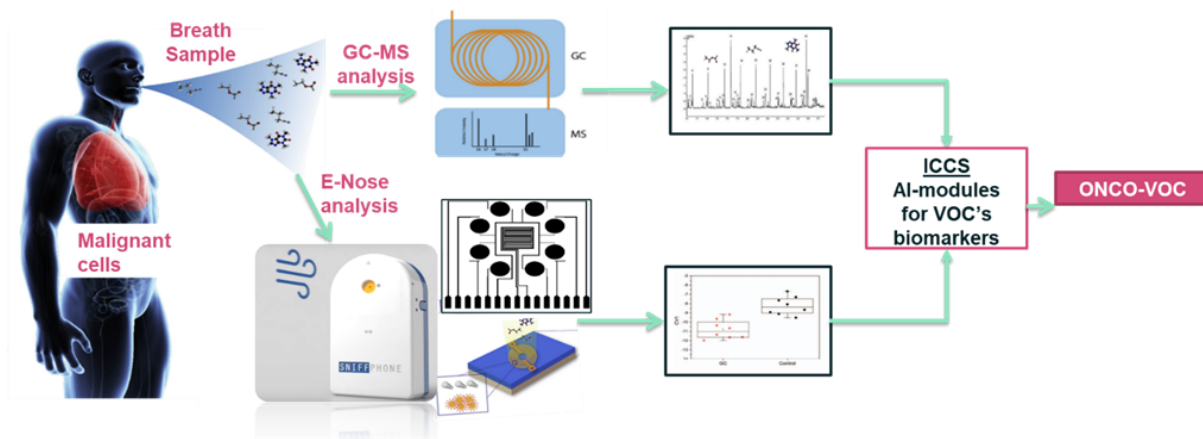 Breath
Sample
GC-MS
analysis
GC
MS
E-Nose
analysis
Malignant
cells
SNIFFPHONE
GC
Control
ICCS
AI-modules
for VOC's
biomarkers
ONCO-VOC